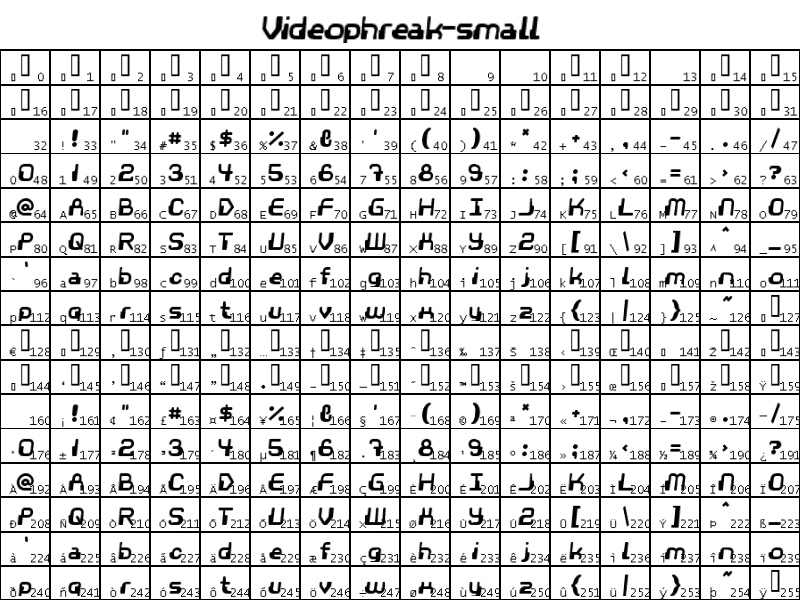 Videophreak-small
0 1 2 3 4 5 6 7 8 9 10 11 12 13 14 15
16 17 18 19 20 21 22 23 24 25 26 27 28 29 30 31
32 ! ! 33 " " 34 # # 35 $ $ 36 % % 37 & & 38 ' ' 39 ( ( 40 ) ) 41 * * 42 + + 43 , , 44 - - 45 . . 46 / / 47
0 0 48 1 1 49 2 2 50 3 3 51 4 4 52 5 5 53 6 6 54 7 7 55 8 8 56 9 9 57 : : 58 ; ; 59 < < 60 = = 61 > > 62 ? ? 63
@ @ 64 A A 65 B B 66 C C 67 D D 68 E E 69 F F 70 G G 71 H H 72 I I 73 J J 74 K K 75 L L 76 M M 77 N N 78 O O 79
P P 80 Q Q 81 R R 82 S S 83 T T 84 U U 85 V V 86 W W 87 X X 88 Y Y 89 Z Z 90 [ [ 91 \ \ 92 ] ] 93 ^ ^ 94 _ _ 95
` ' 96 a a 97 b b 98 c c 99 d d 100 e e 101 f f 102 g g 103 h h 104 i i 105 j j 106 k k 107 l l 108 m m 109 n n 110 o o 111
p p 112 q q 113 r r 114 s s 115 t t 116 u u 117 v v 118 w w 119 x x 120 y y 121 z z 122 { { 123 | | 124 } } 125 ~ ~ 126 127
€ 128 129 ‚ 130 ƒ 131 „ 132 … 133 † 134 ‡ 135 ˆ 136 ‰ 137 Š 138 ‹ 139 Œ 140 141 Ž 142 143
144 ‘ 145 ’ 146 “ 147 ” 148 • 149 – 150 — 151 ˜ 152 ™ 153 š 154 › 155 œ 156 157 ž 158 Ÿ 159
160 ¡ ! 161 ¢ " 162 £ # 163 ¤ $ 164 ¥ % 165 ¦ & 166 § ' 167 ¨ ( 168 © ) 169 ª * 170 « + 171 ¬ , 172 - 173 ® . 174 ¯ / 175
° 0 176 ± 1 177 ² 2 178 ³ 3 179 ´ 4 180 µ 5 181 ¶ 6 182 · 7 183 ¸ 8 184 ¹ 9 185 º : 186 » ; 187 ¼ < 188 ½ = 189 ¾ > 190 ¿ ? 191
À @ 192 Á A 193 Â B 194 Ã C 195 Ä D 196 Å E 197 Æ F 198 Ç G 199 È H 200 É I 201 Ê J 202 Ë K 203 Ì L 204 Í M 205 Î N 206 Ï O 207
Ð P 208 Ñ Q 209 Ò R 210 Ó S 211 Ô T 212 Õ U 213 Ö V 214 × W 215 Ø X 216 Ù Y 217 Ú Z 218 Û [ 219 Ü \ 220 Ý ] 221 Þ ^ 222 ß _ 223
à ' 224 á a 225 â b 226 ã c 227 ä d 228 å e 229 æ f 230 ç g 231 è h 232 é i 233 ê j 234 ë k 235 ì l 236 í m 237 î n 238 ï o 239
ð p 240 ñ q 241 ò r 242 ó s 243 ô t 244 õ u 245 ö v 246 ÷ w 247 ø x 248 ù y 249 ú z 250 û { 251 ü | 252 ý } 253 þ ~ 254 ÿ 255